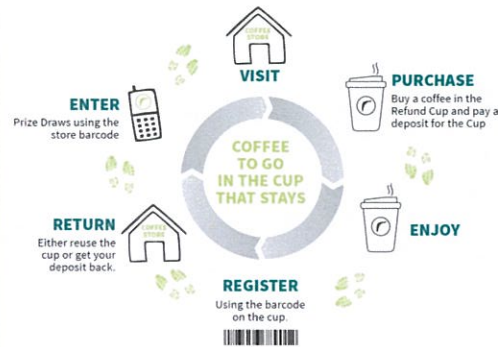 COFFEE
STORE
VISIT
PURCHASE
Buy a coffee in the
Refund Cup and pay a
deposit for the Cup
ENJOY
REGISTER
Using the barcode
on the cup.
COFFEE
STORE
RETURN
Either reuse the
cup or get your
deposit back.
ENTER
Prize Draws using the
store barcode
COFFEE
TO GO
IN THE CUP
THAT STAYS